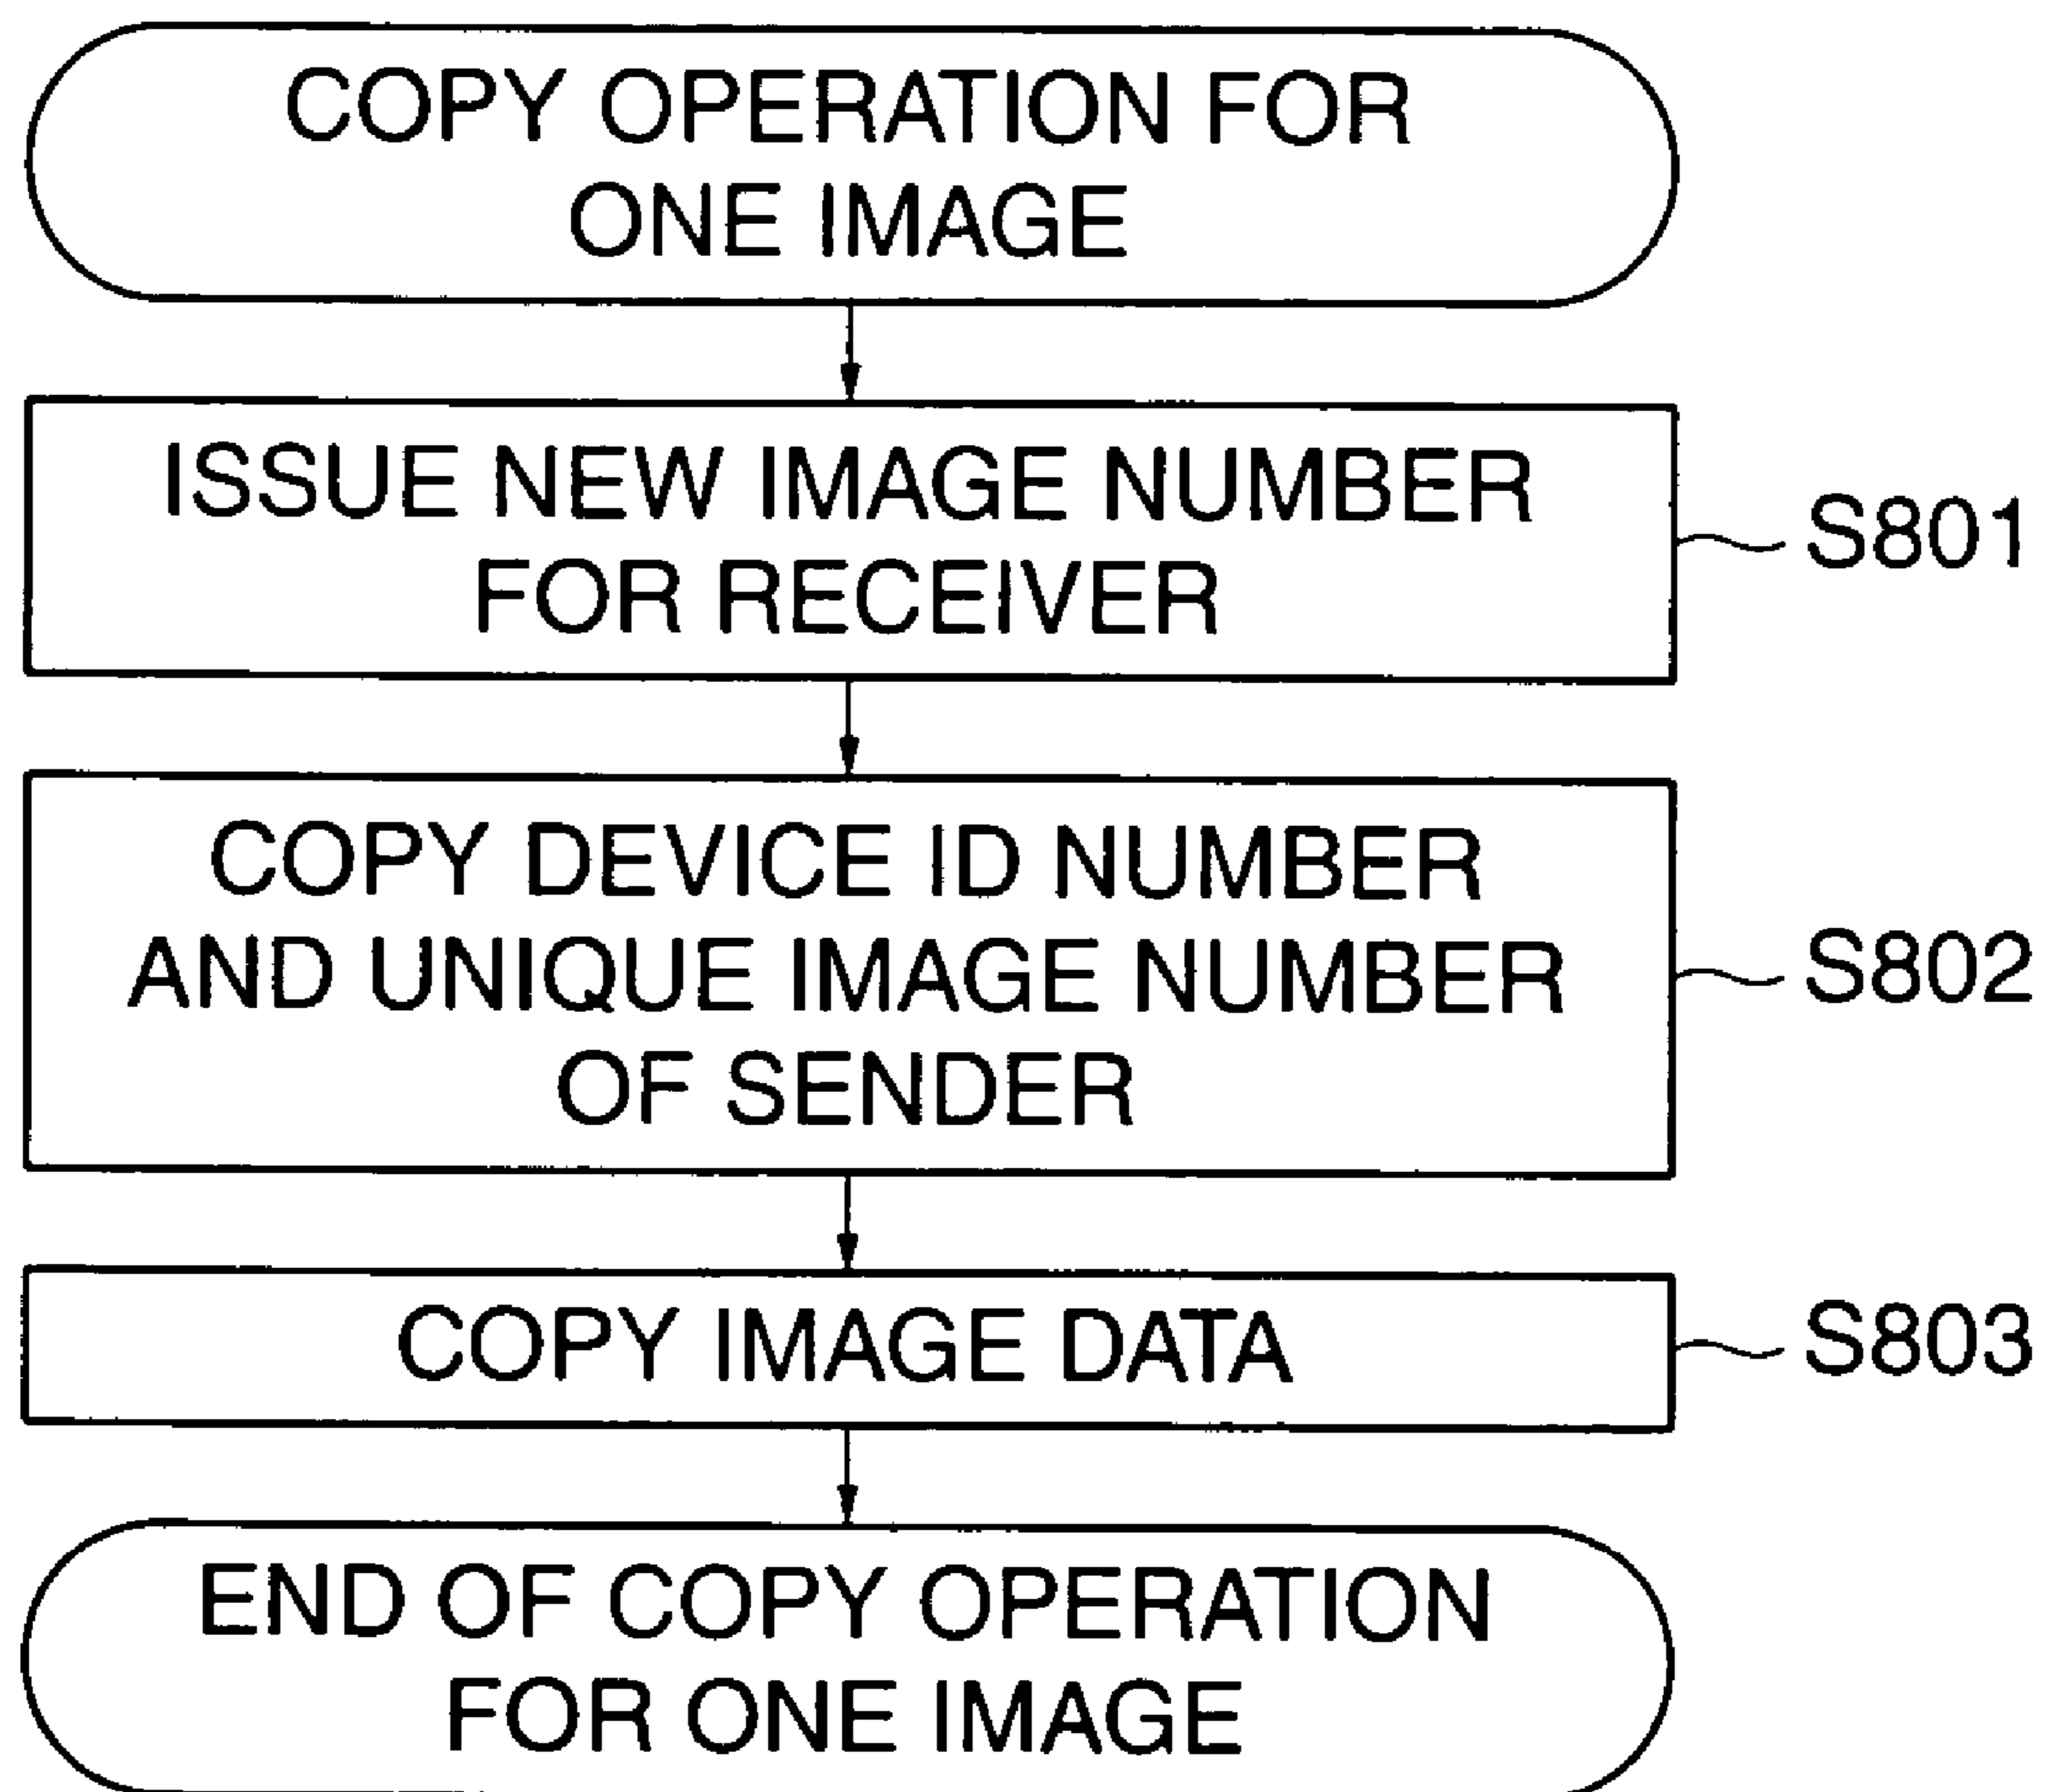 COPY OPERATION FOR
ONE IMAGE
ISSUE NEW IMAGE NUMBER
FOR RECEIVER
S801
COPY DEVICE ID NUMBER
AND UNIQUE IMAGE NUMBER
OF SENDER
S802
COPY IMAGE DATA
S803
END OF COPY OPERATION
FOR ONE IMAGE